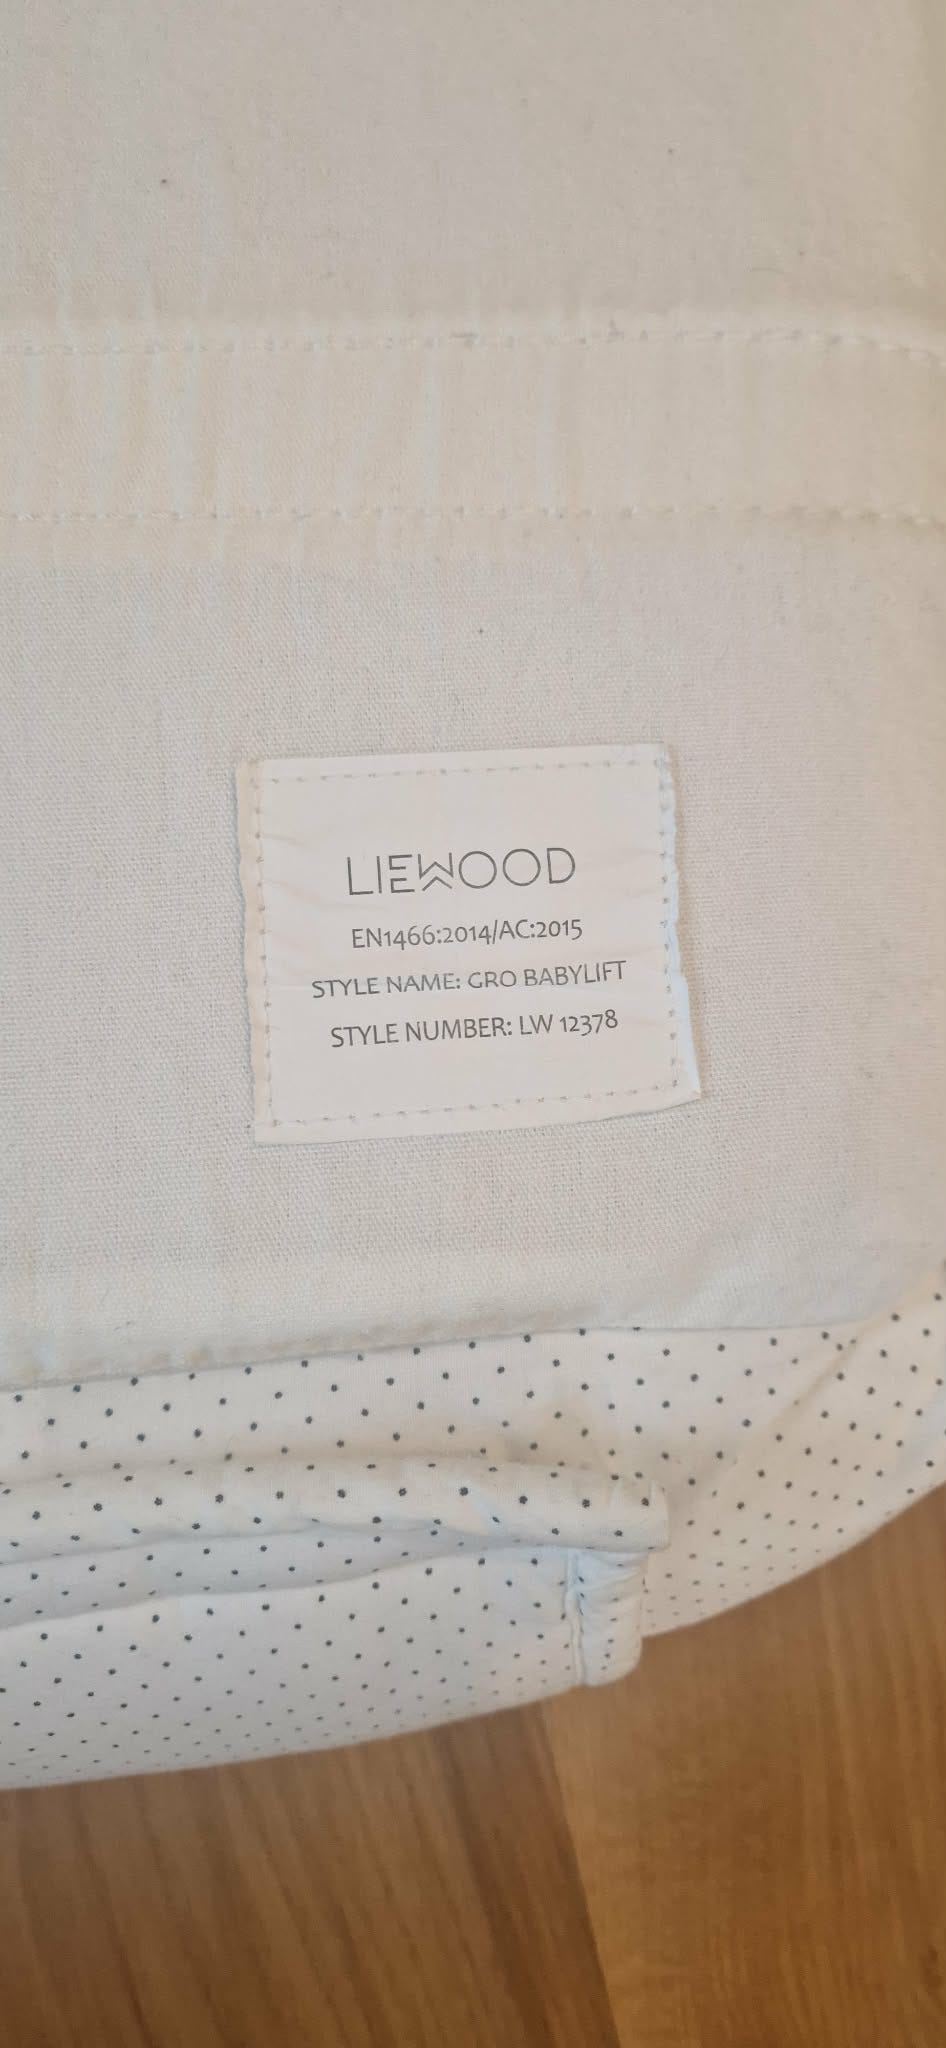 LIEWOOD
EN1466:2014/AC:2015
STYLE NAME: GRO BABYLIFT
STYLE NUMBER: LW 12378